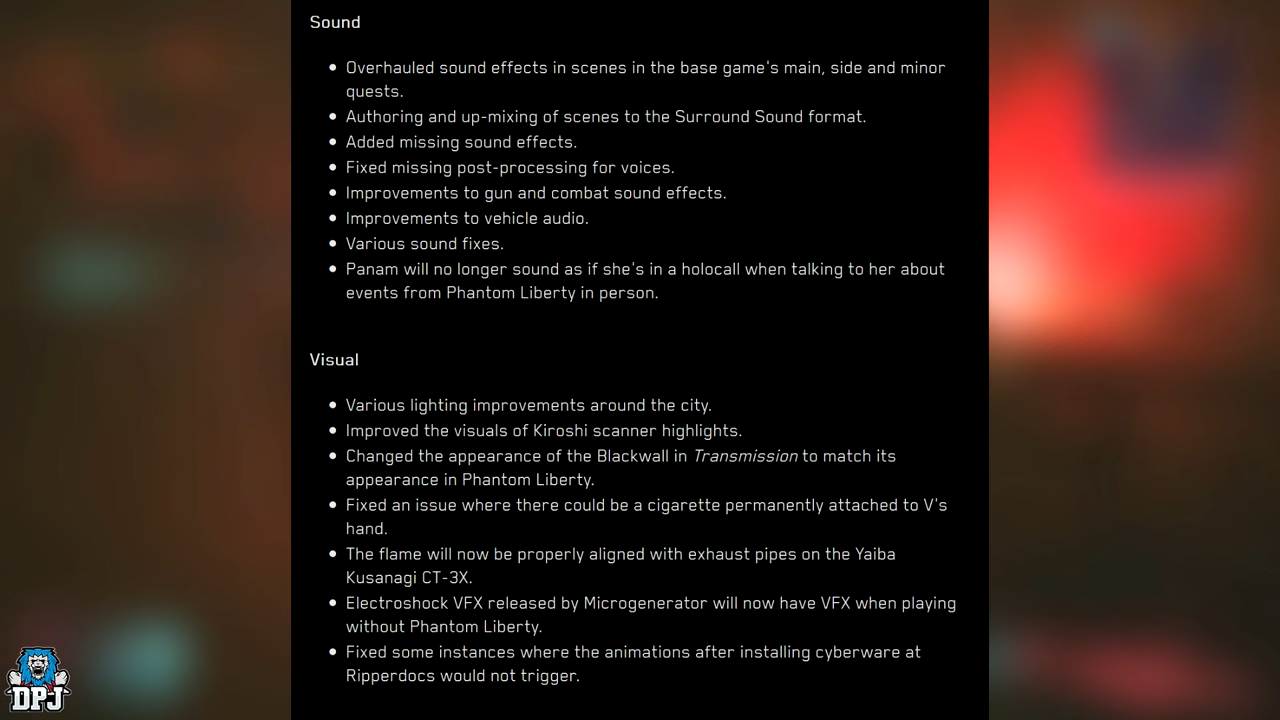 Sound
• Overhauled sound effects in scenes in the base game's main, side and minor
quests.
• Authoring and up-mixing of scenes to the Surround Sound format.
• Added missing sound effects.
• Fixed missing post-processing for voices.
• Improvements to gun and combat sound effects.
• Improvements to vehicle audio.
• Various sound fixes.
• Panam will no longer sound as if she's in a holocall when talking to her about
events from Phantom Liberty in person.
Visual
• Various lighting improvements around the city.
• Improved the visuals of Kiroshi scanner highlights.
• Changed the appearance of the Blackwall in Transmission to match its
appearance in Phantom Liberty.
• Fixed an issue where there could be a cigarette permanently attached to V's
hand.
• The flame will now be properly aligned with exhaust pipes on the Yaiba
Kusanagi CT-3X.
• Electroshock VFX released by Microgenerator will now have VFX when playing
without Phantom Liberty.
• Fixed some instances where the animations after installing cyberware at
Ripperdocs would not trigger.
DPJ